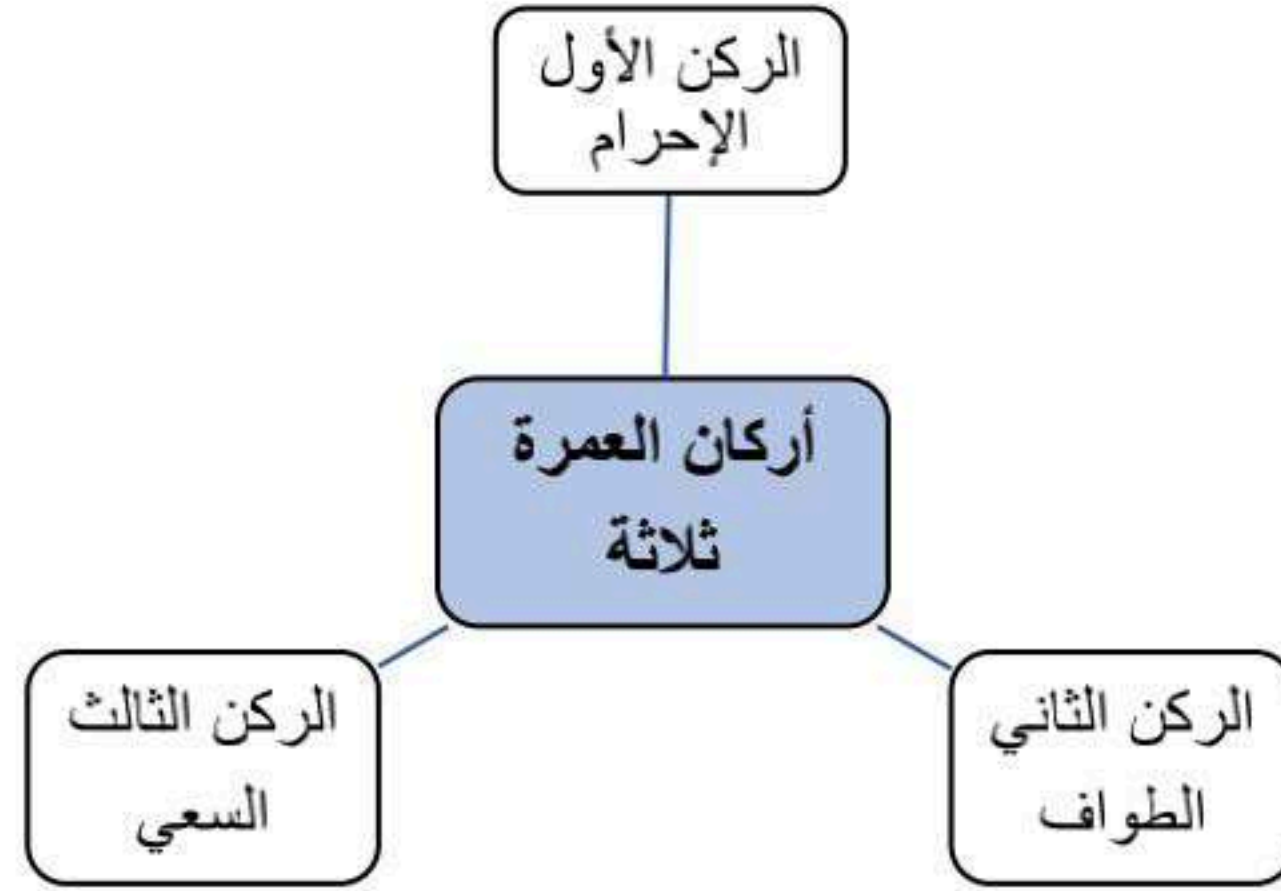 الركن الأول
الإحرام
أركان العمرة
ثلاثة
الركن الثاني
الطواف
الركن الثالث
السعي